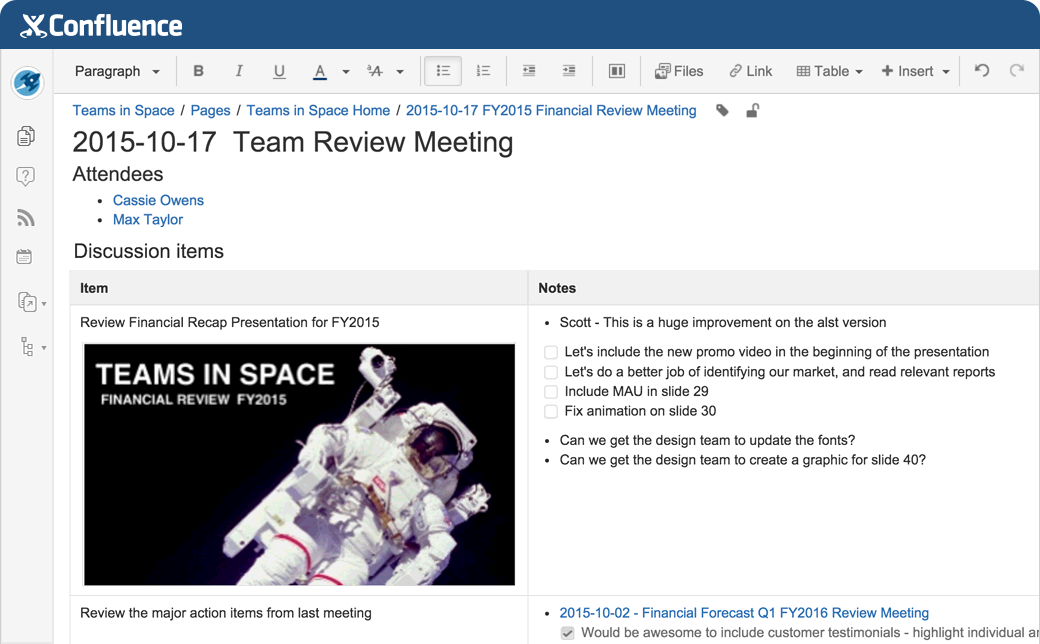 Confluence
Paragraph B I U A ªA Files Link Table Insert
Teams in Space / Pages / Teams in Space Home / 2015-10-17 FY2015 Financial Review Meeting
2015-10-17 Team Review Meeting
Attendees
• Cassie Owens
• Max Taylor
Discussion items
Item Notes
Review Financial Recap Presentation for FY2015
TEAMS IN SPACE
FINANCIAL REVIEW FY2015
• Scott - This is a huge improvement on the alst version
Let's include the new promo video in the beginning of the presentation
Let's do a better job of identifying our market, and read relevant reports
Include MAU in slide 29
Fix animation on slide 30
• Can we get the design team to update the fonts?
• Can we get the design team to create a graphic for slide 40?
Review the major action items from last meeting
• 2015-10-02 - Financial Forecast Q1 FY2016 Review Meeting
Would be awesome to include customer testimonials - highlight individual